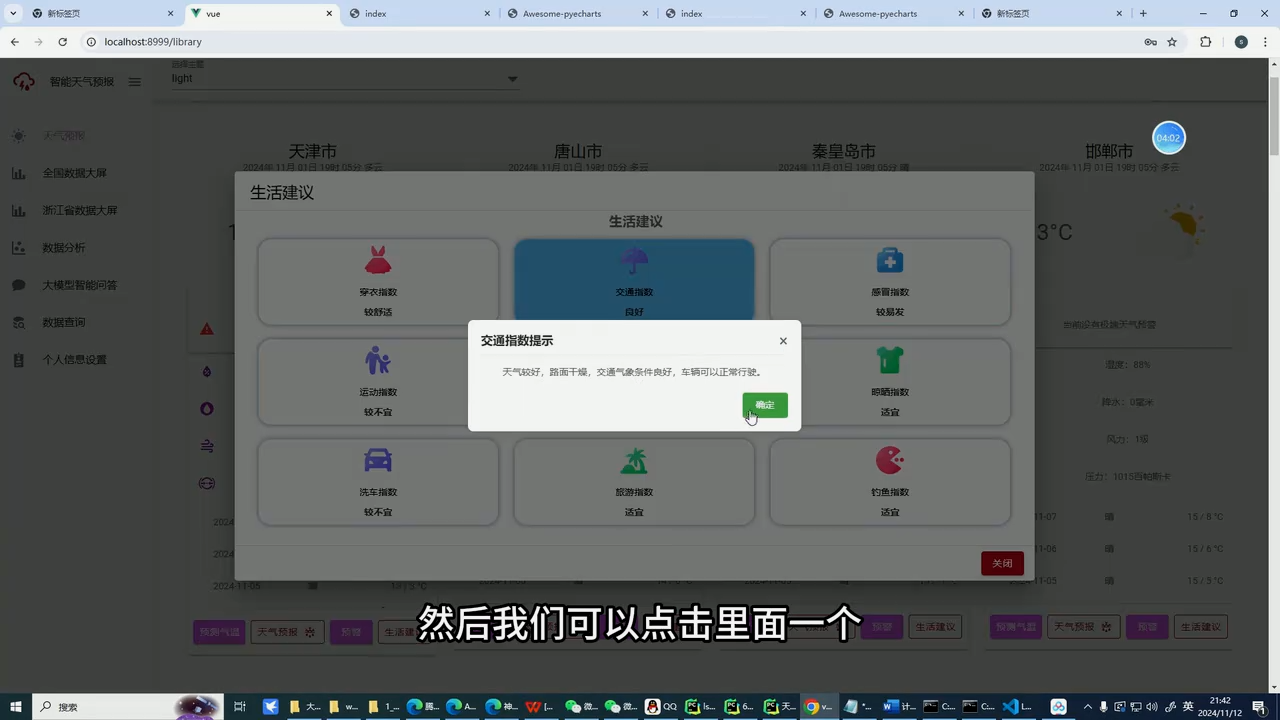 新标签页
vue
index
Awesome-pyecharts
index
Awesome-pyecharts
新标签页
localhost:8999/library
S
智能天气预报
选择主题
light
04:02
天气预报
全国数据大屏
浙江省数据大屏
数据分析
大模型智能问答
数据查询
个人信息设置
天津市
唐山市
秦皇岛市
邯郸市
2024年 11月 01日 19时 05分 多云
2024年 11月 01日 19时 05分 多云
2024年 11月 01日 19时 05分 晴
2024年 11月 01日 19时 05分 多云
生活建议
生活建议
3°C
穿衣指数
较舒适
交通指数
良好
感冒指数
较易发
当前没有极端天气预警
交通指数提示
×
天气较好，路面干燥，交通气象条件良好，车辆可以正常行驶。
确定
湿度：88%
降水：0毫米
风力：1级
压力：1015百帕斯卡
运动指数
较不宜
晾晒指数
适宜
洗车指数
较不宜
旅游指数
适宜
钓鱼指数
适宜
11-07 晴 15 / 8 °C
11-06 晴 15 / 6 °C
关闭
2024-11-05
预测气温
天气预报
预警
生活建
预警
生活建议
预测气温
天气预报
预警
生活建议
然后我们可以点击里面一个
搜索
英
21:42
2024/11/12